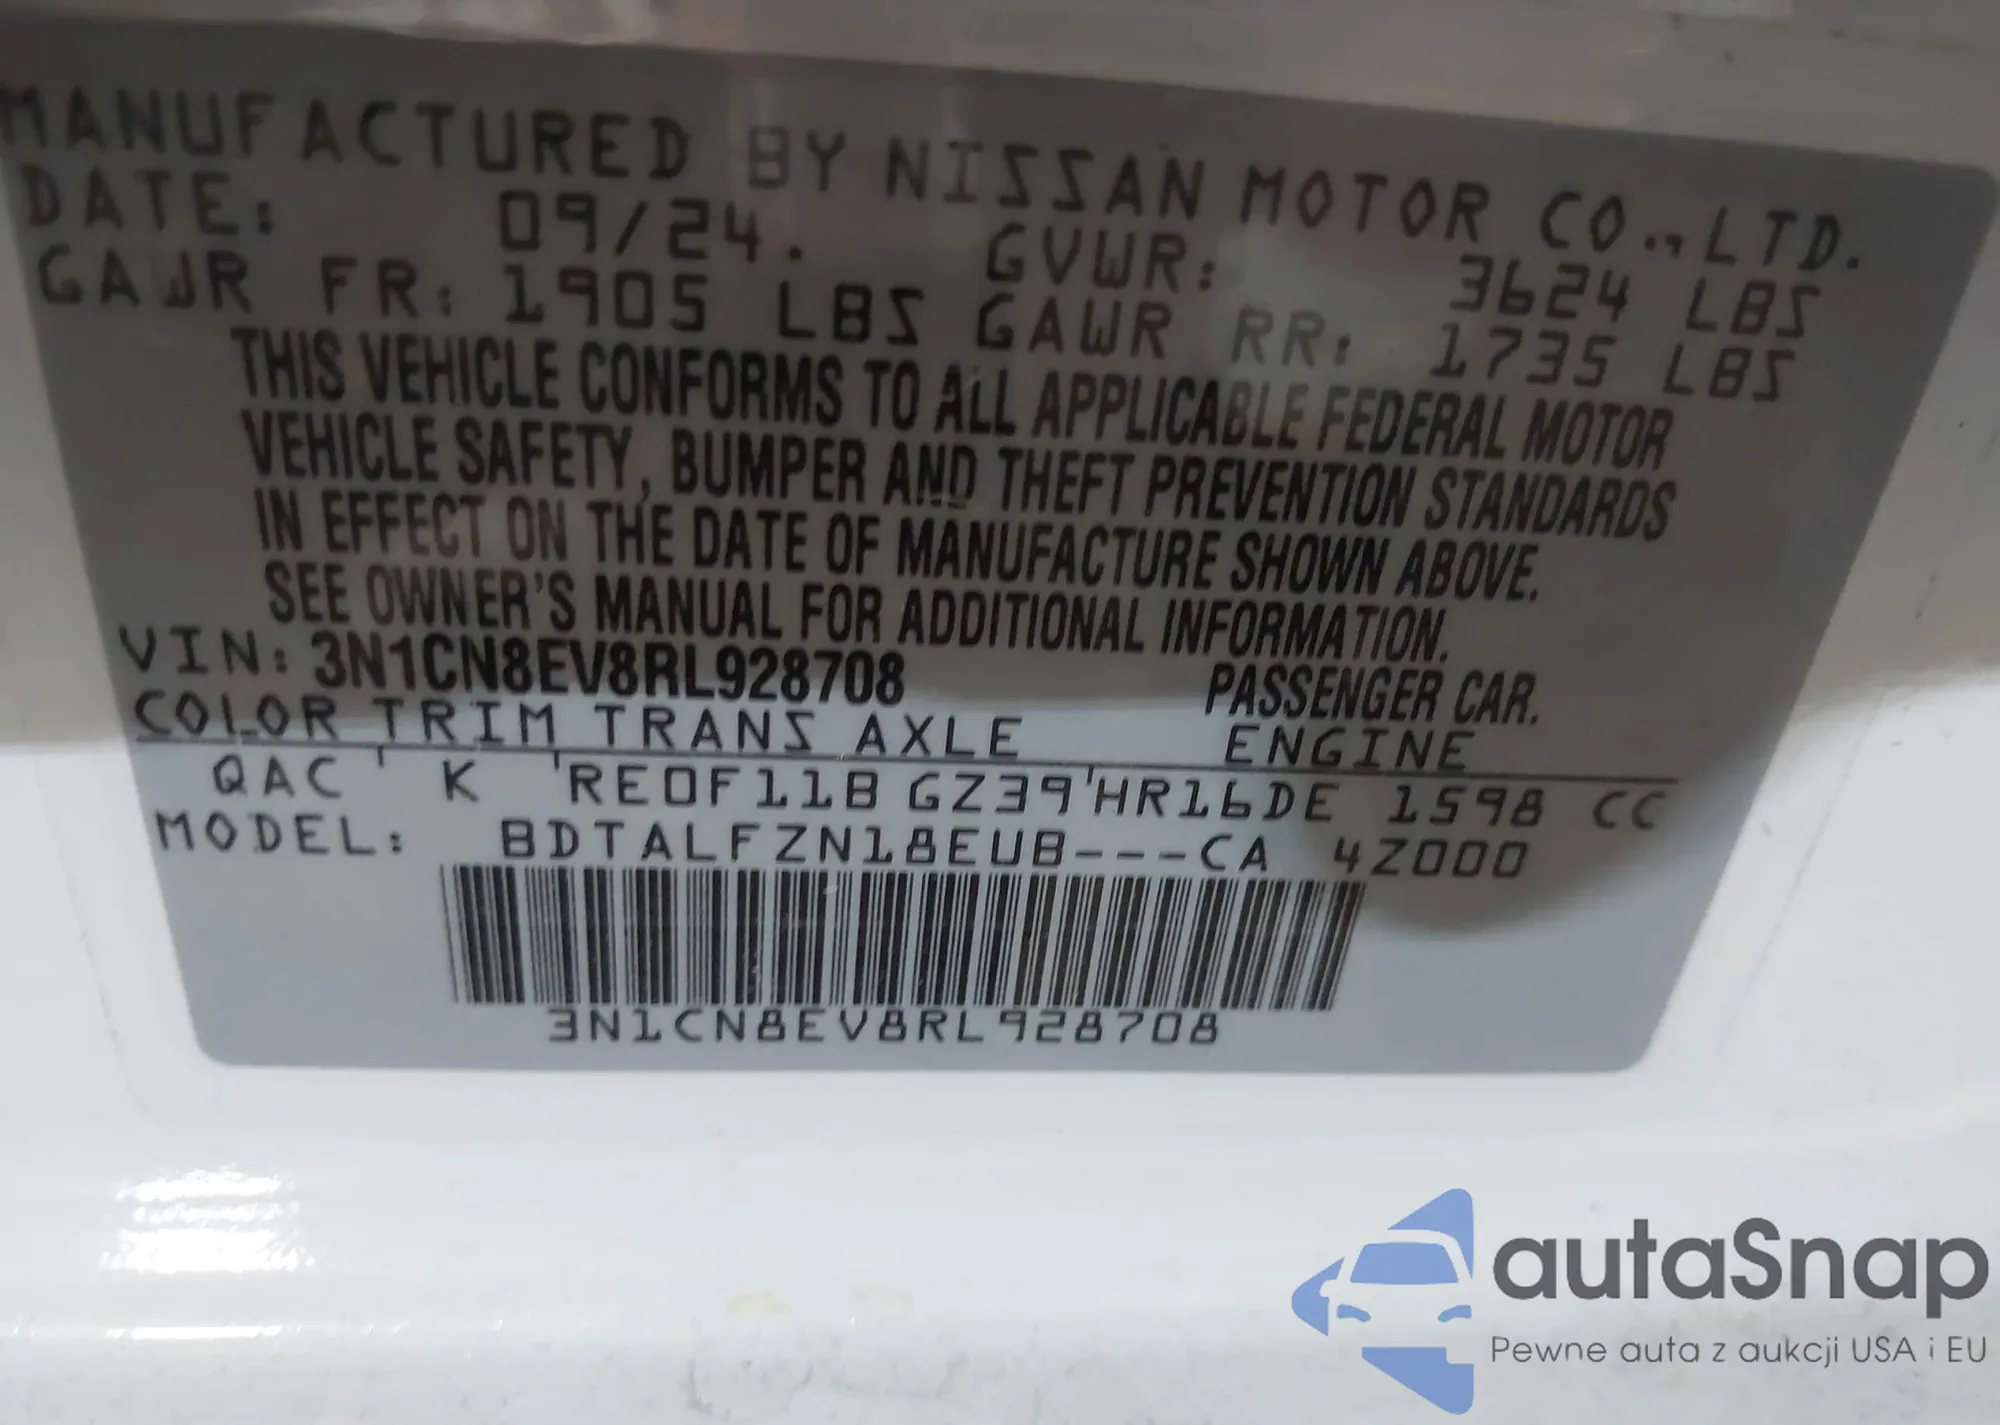 MANUFACTURED BY NISSAN MOTOR CO., LTD.
DATE: 09/24. GVWR: 3624 LBS
GAWR FR: 1905 LBS GAWR RR: 1735 LBS
THIS VEHICLE CONFORMS TO ALL APPLICABLE FEDERAL MOTOR
VEHICLE SAFETY, BUMPER AND THEFT PREVENTION STANDARDS
IN EFFECT ON THE DATE OF MANUFACTURE SHOWN ABOVE.
SEE OWNER'S MANUAL FOR ADDITIONAL INFORMATION.
VIN: 3N1CN8EV8RL928708 PASSENGER CAR.
COLOR TRIM TRANS AXLE ENGINE
QAC K RE0F11B GZ39 HR16DE 1598 CC
MODEL: BDTALFZN18EUB---CA 4Z000
3N1CN8EV8RL928708
autaSnap
Pewne auta z aukcji USA i EU